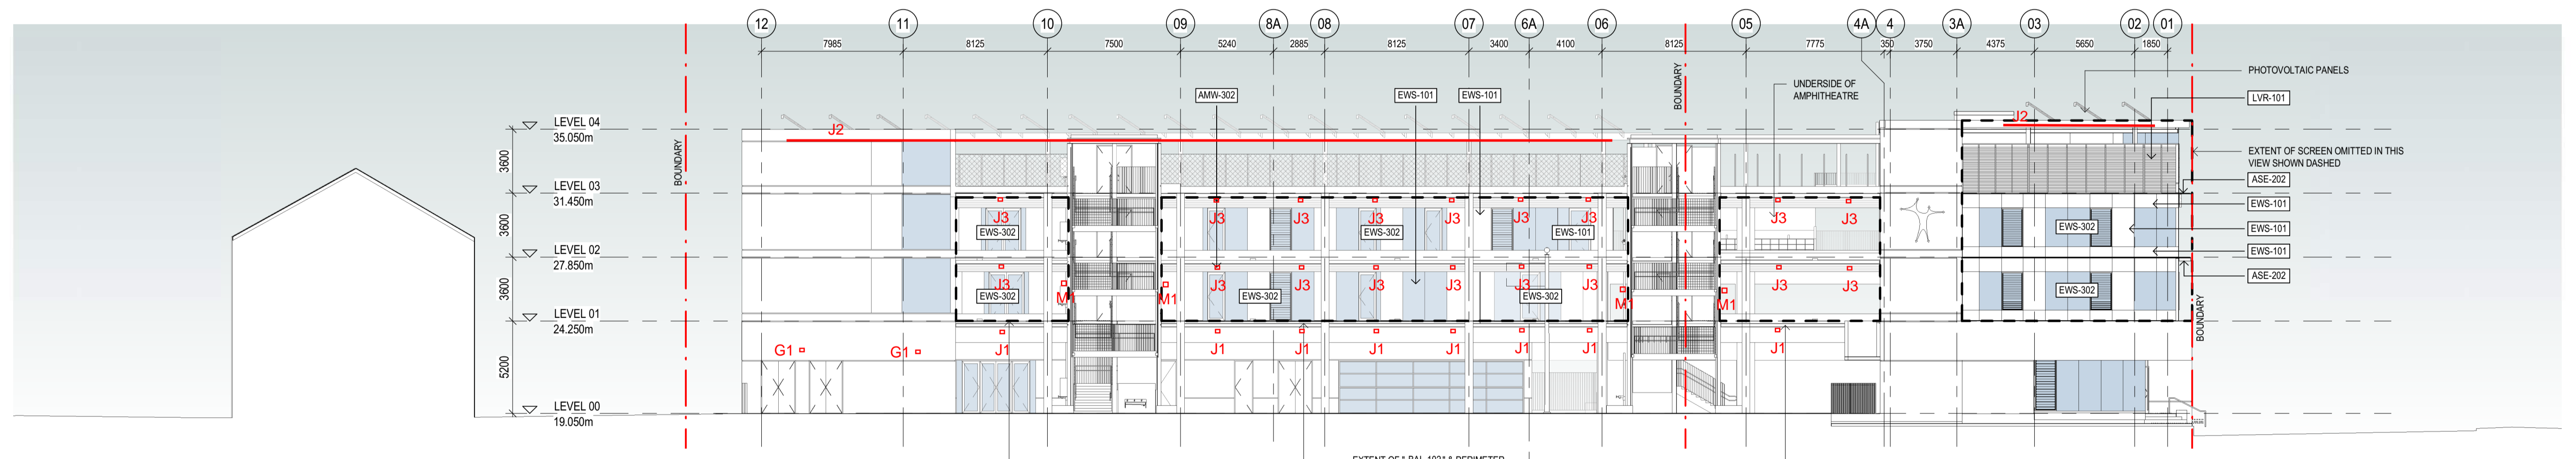 12 11 10 09 8A 08 07 6A 06 05 4A 4 3A 03 02 01
7985 8125 7500 5240 2885 8125 3400 4100 8125 7775 350 3750 4375 5650 1850
BOUNDARY
BOUNDARY
BOUNDARY
PHOTOVOLTAIC PANELS
UNDERSIDE OF
AMPHITHEATRE
AMW-302 EWS-101 EWS-101
LVR-101
LEVEL 04
35.050m
J2
J2
3600
EXTENT OF SCREEN OMITTED IN THIS
VIEW SHOWN DASHED
ASE-202
LEVEL 03
31.450m
EWS-101
J3 J3 J3 J3 J3 J3 J3 J3 J3
3600
EWS-302 EWS-302 EWS-101 EWS-302
EWS-101
EWS-101
LEVEL 02
27.850m
ASE-202
J3 J3 J3 J3 J3 J3 J3 J3 J3
3600
EWS-302 EWS-302 EWS-302 EWS-302
M1 M1 M1 M1
LEVEL 01
24.250m
G1 G1 J1 J1 J1 J1 J1 J1 J1 J1
5200
LEVEL 00
19.050m